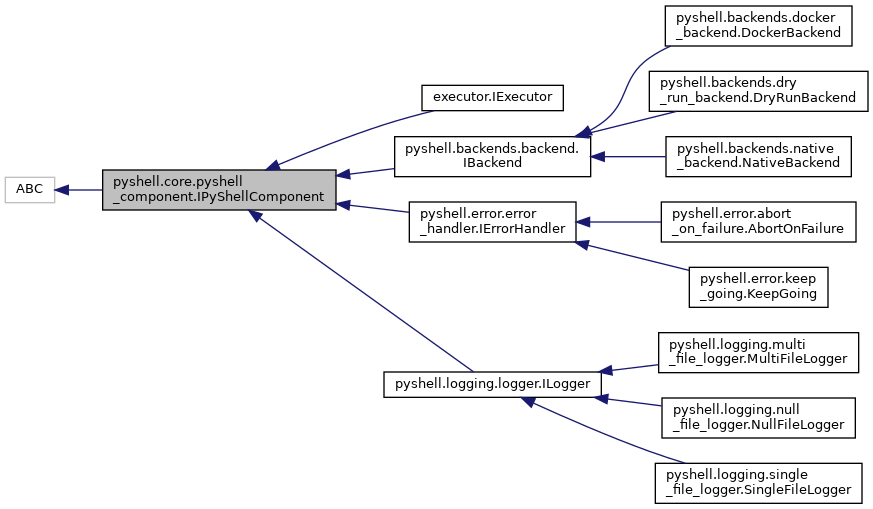 pyshell.backends.docker
_backend.DockerBackend
pyshell.backends.dry
_run_backend.DryRunBackend
executor.IExecutor
pyshell.backends.backend.
IBackend
pyshell.backends.native
_backend.NativeBackend
ABC
pyshell.core.pyshell
_component.IPyShellComponent
pyshell.error.error
_handler.IErrorHandler
pyshell.error.abort
_on_failure.AbortOnFailure
pyshell.error.keep
_going.KeepGoing
pyshell.logging.multi
_file_logger.MultiFileLogger
pyshell.logging.logger.ILogger
pyshell.logging.null
_file_logger.NullFileLogger
pyshell.logging.single
_file_logger.SingleFileLogger